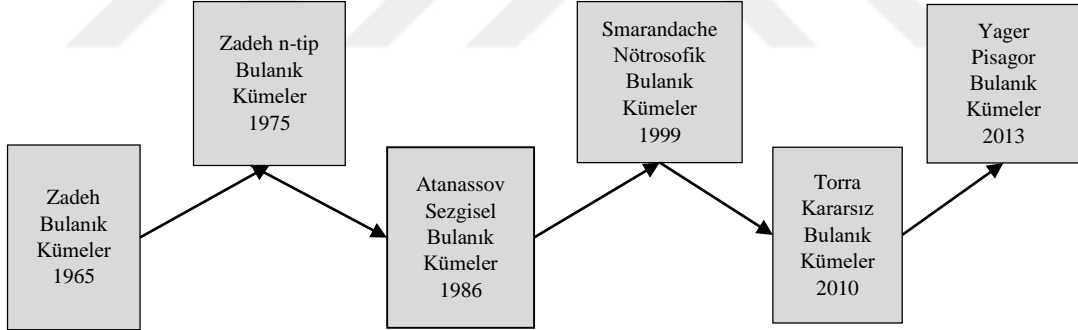 Zadeh
Bulanık
Kümeler
1965
Zadeh n-tip
Bulanık
Kümeler
1975
Atanassov
Sezgisel
Bulanık
Kümeler
1986
Smarandache
Nötrosofik
Bulanık
Kümeler
1999
Torra
Kararsız
Bulanık
Kümeler
2010
Yager
Pisagor
Bulanık
Kümeler
2013